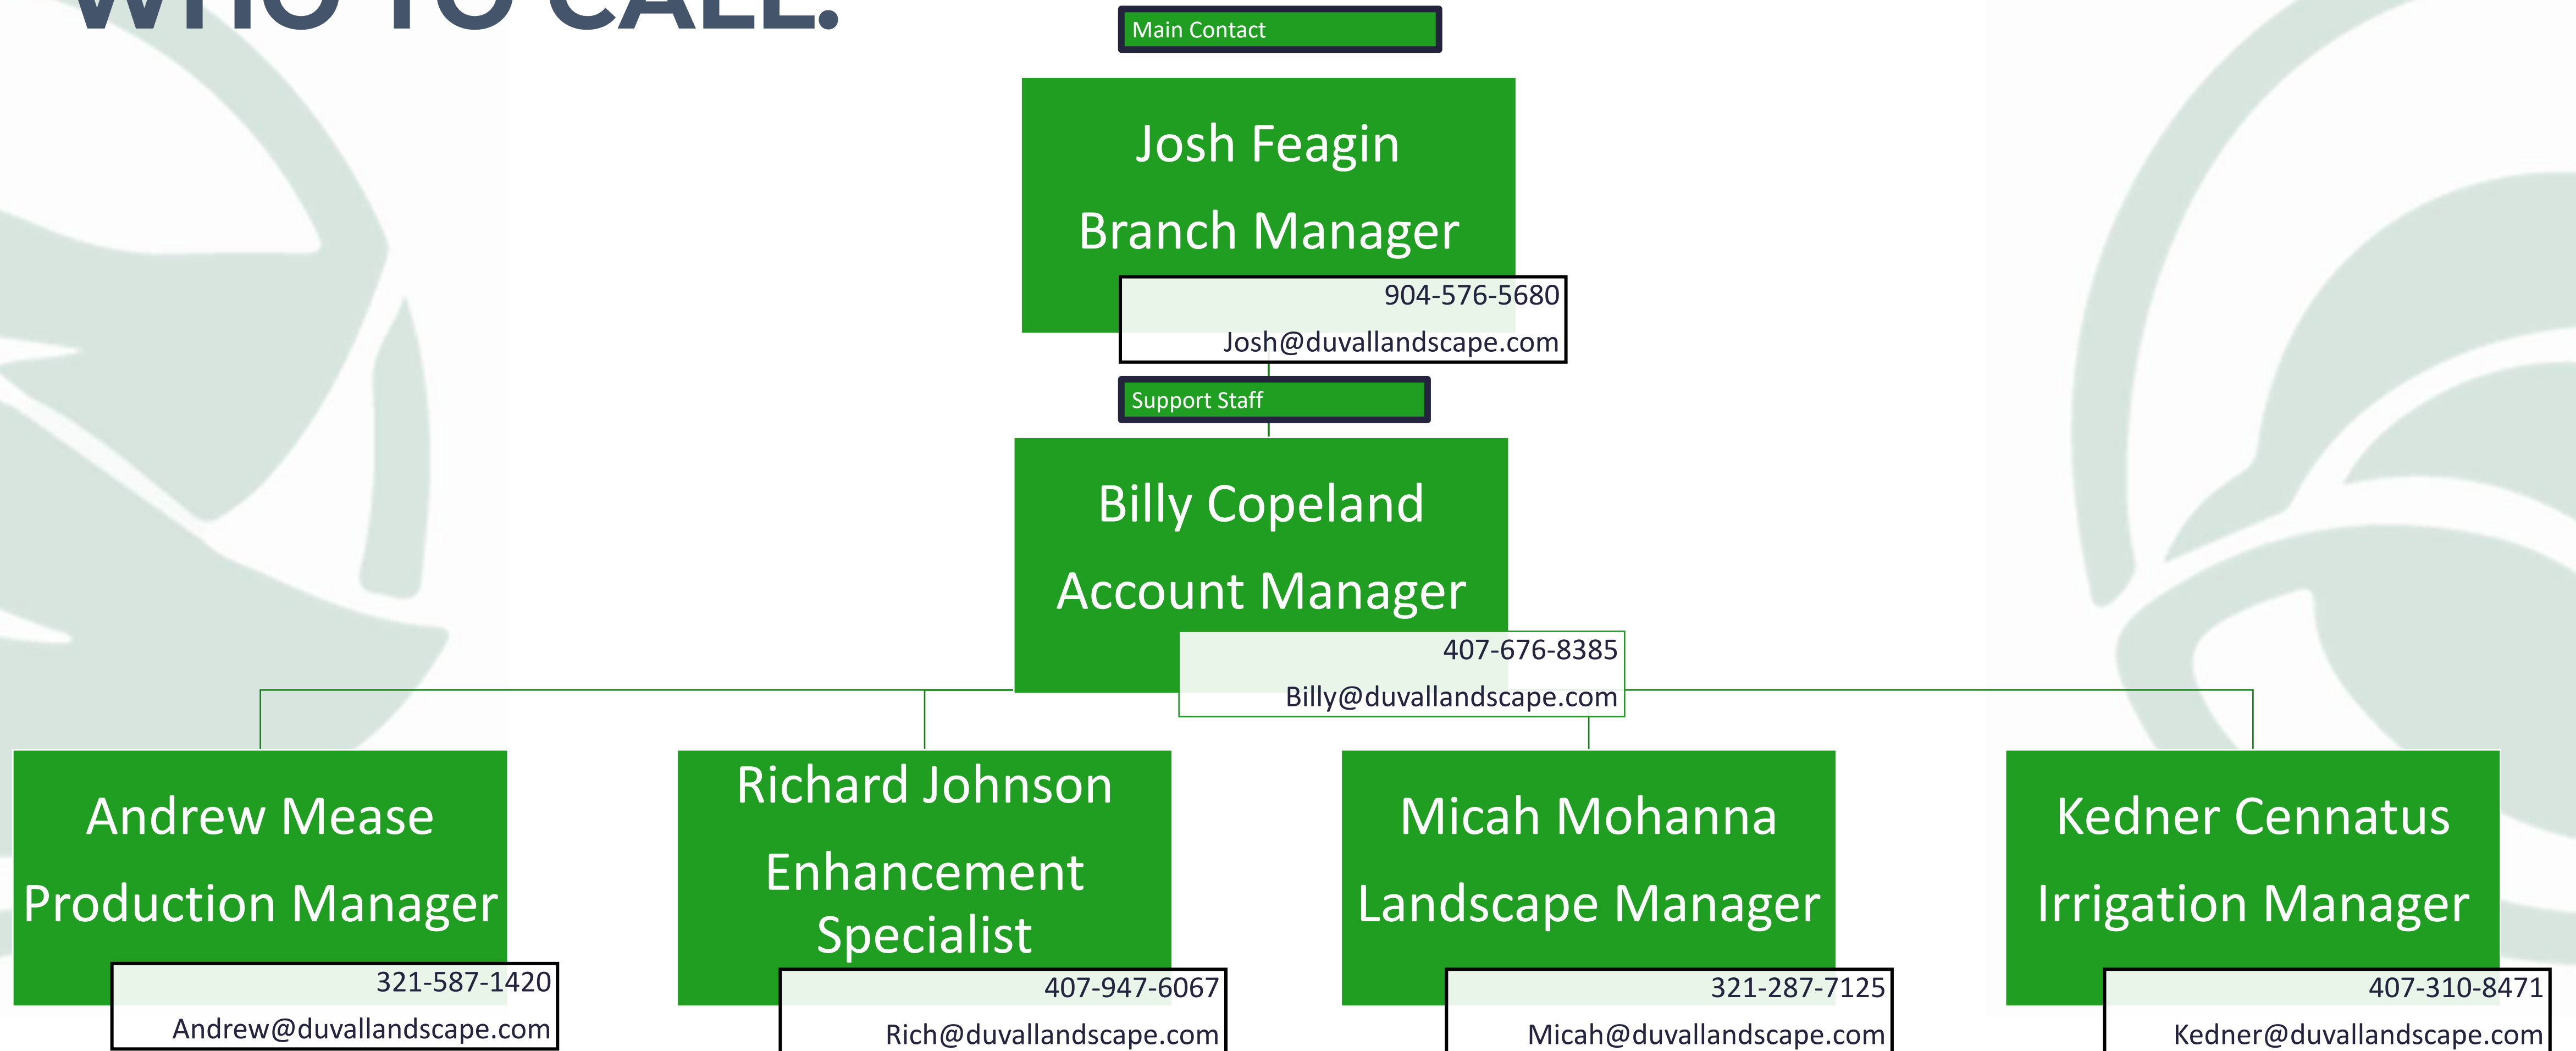 WHO TO CALL.
Main Contact
Josh Feagin
Branch Manager
904-576-5680
Josh@duvallandscape.com
Support Staff
Billy Copeland
Account Manager
407-676-8385
Billy@duvallandscape.com
Andrew Mease
Production Manager
321-587-1420
Andrew@duvallandscape.com
Richard Johnson
Enhancement
Specialist
407-947-6067
Rich@duvallandscape.com
Micah Mohanna
Landscape Manager
321-287-7125
Micah@duvallandscape.com
Kedner Cennatus
Irrigation Manager
407-310-8471
Kedner@duvallandscape.com